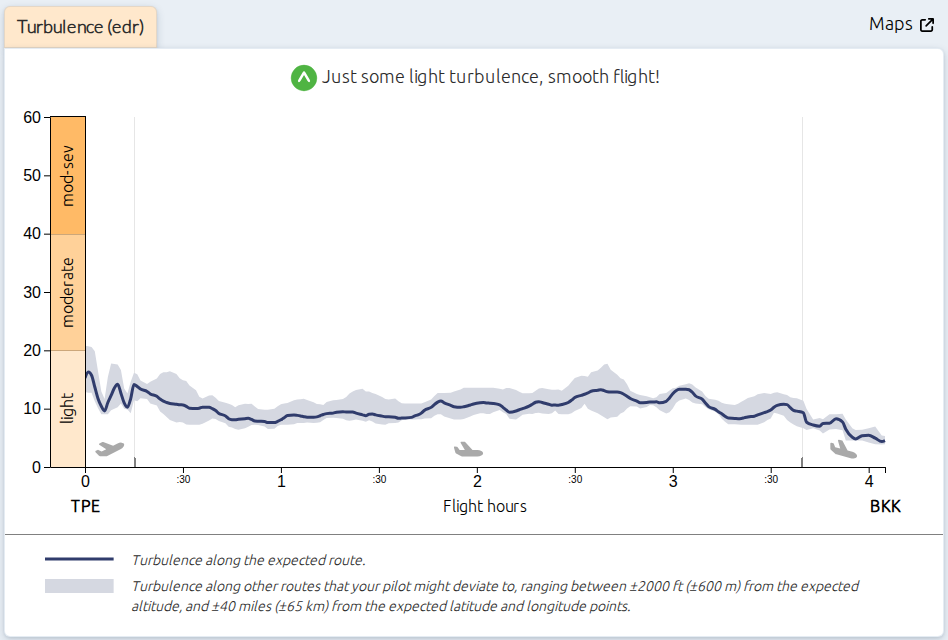 Turbulence (edr)
Maps
Just some light turbulence, smooth flight!
60
50
40
30
20
10
0
mod-sev
moderate
light
0
:30
1
:30
2
:30
3
:30
4
TPE
Flight hours
BKK
Turbulence along the expected route.
Turbulence along other routes that your pilot might deviate to, ranging between ±2000 ft (±600 m) from the expected
altitude, and ±40 miles (±65 km) from the expected latitude and longitude points.